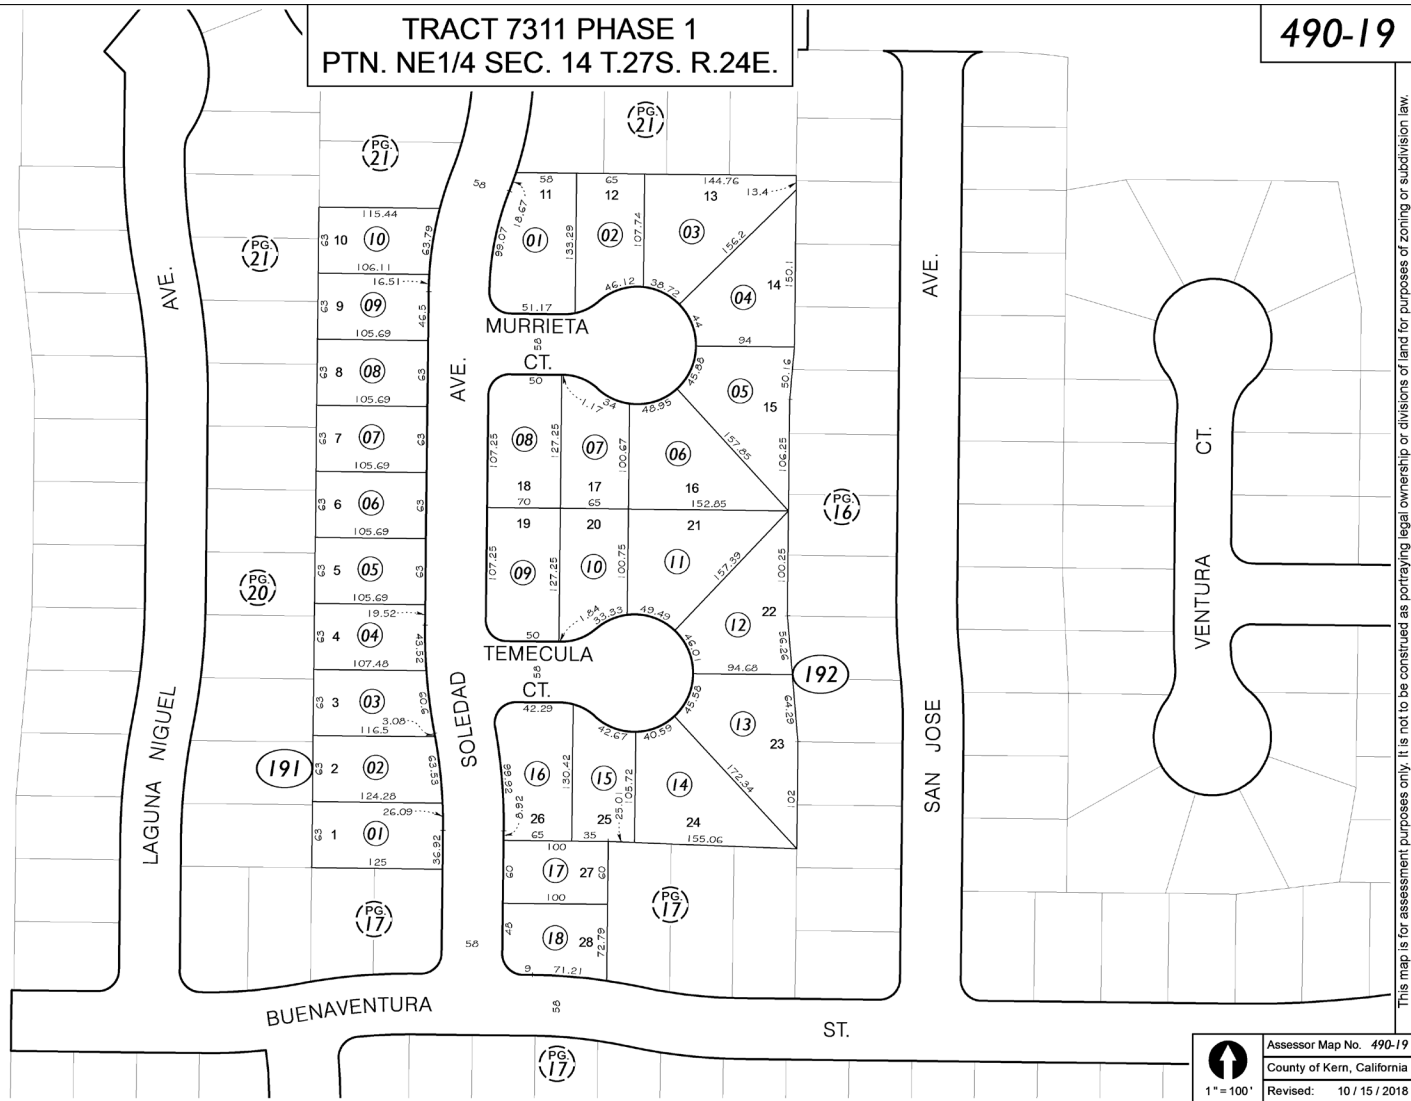 TRACT 7311 PHASE 1
PTN. NE1/4 SEC. 14 T.27S. R.24E.
490-19
This map is for assessment purposes only. It is not to be construed as portraying legal ownership or divisions of land for purposes of zoning or subdivision law.
PG. 21
PG. 21
PG. 21
PG. 20
PG. 16
PG. 17
PG. 17
PG. 17
LAGUNA NIGUEL AVE.
SOLEDAD AVE.
SAN JOSE AVE.
VENTURA CT.
MURRIETA
CT.
TEMECULA
CT.
BUENAVENTURA ST.
191
192
58
58
58
58
58
115.44
63 10 10 63.79
106.11
16.51
63 9 09 46.5
105.69
63 8 08 63
105.69
63 7 07 63
105.69
63 6 06 63
105.69
63 5 05 63
105.69
19.52
63 4 04 43.52
107.48
63 3 03 60.6
3.08
116.5
63 2 02 63.53
124.28
26.09
63 1 01 36.92
125
58 65 144.76
11 12 13 13.4
18.67
99.07 01 133.29 02 107.74 03 156.2
14
04 150.1
51.17 46.12 38.72
44
94
50 1.17 34 48.95 45.88
05 50.16
15
107.25 08 127.25 07 100.67 06 157.85 106.25
18 17 16
70 65 152.85
19 20 21
107.25 09 127.25 10 100.75 11 157.39 100.25
22
12 56.26
50 1.84 33.33 49.49 46.01
94.68
42.29 42.67 40.59 45.58
13 64.29
23
99.92 16 130.42 15 105.72 14 172.34 102
8.92 26 25 25.01 24
65 35 155.06
100
60 17 27 60
100
48 18 28 72.79
9 71.21
1"=100'
Assessor Map No. 490-19
County of Kern, California
Revised: 10 / 15 / 2018